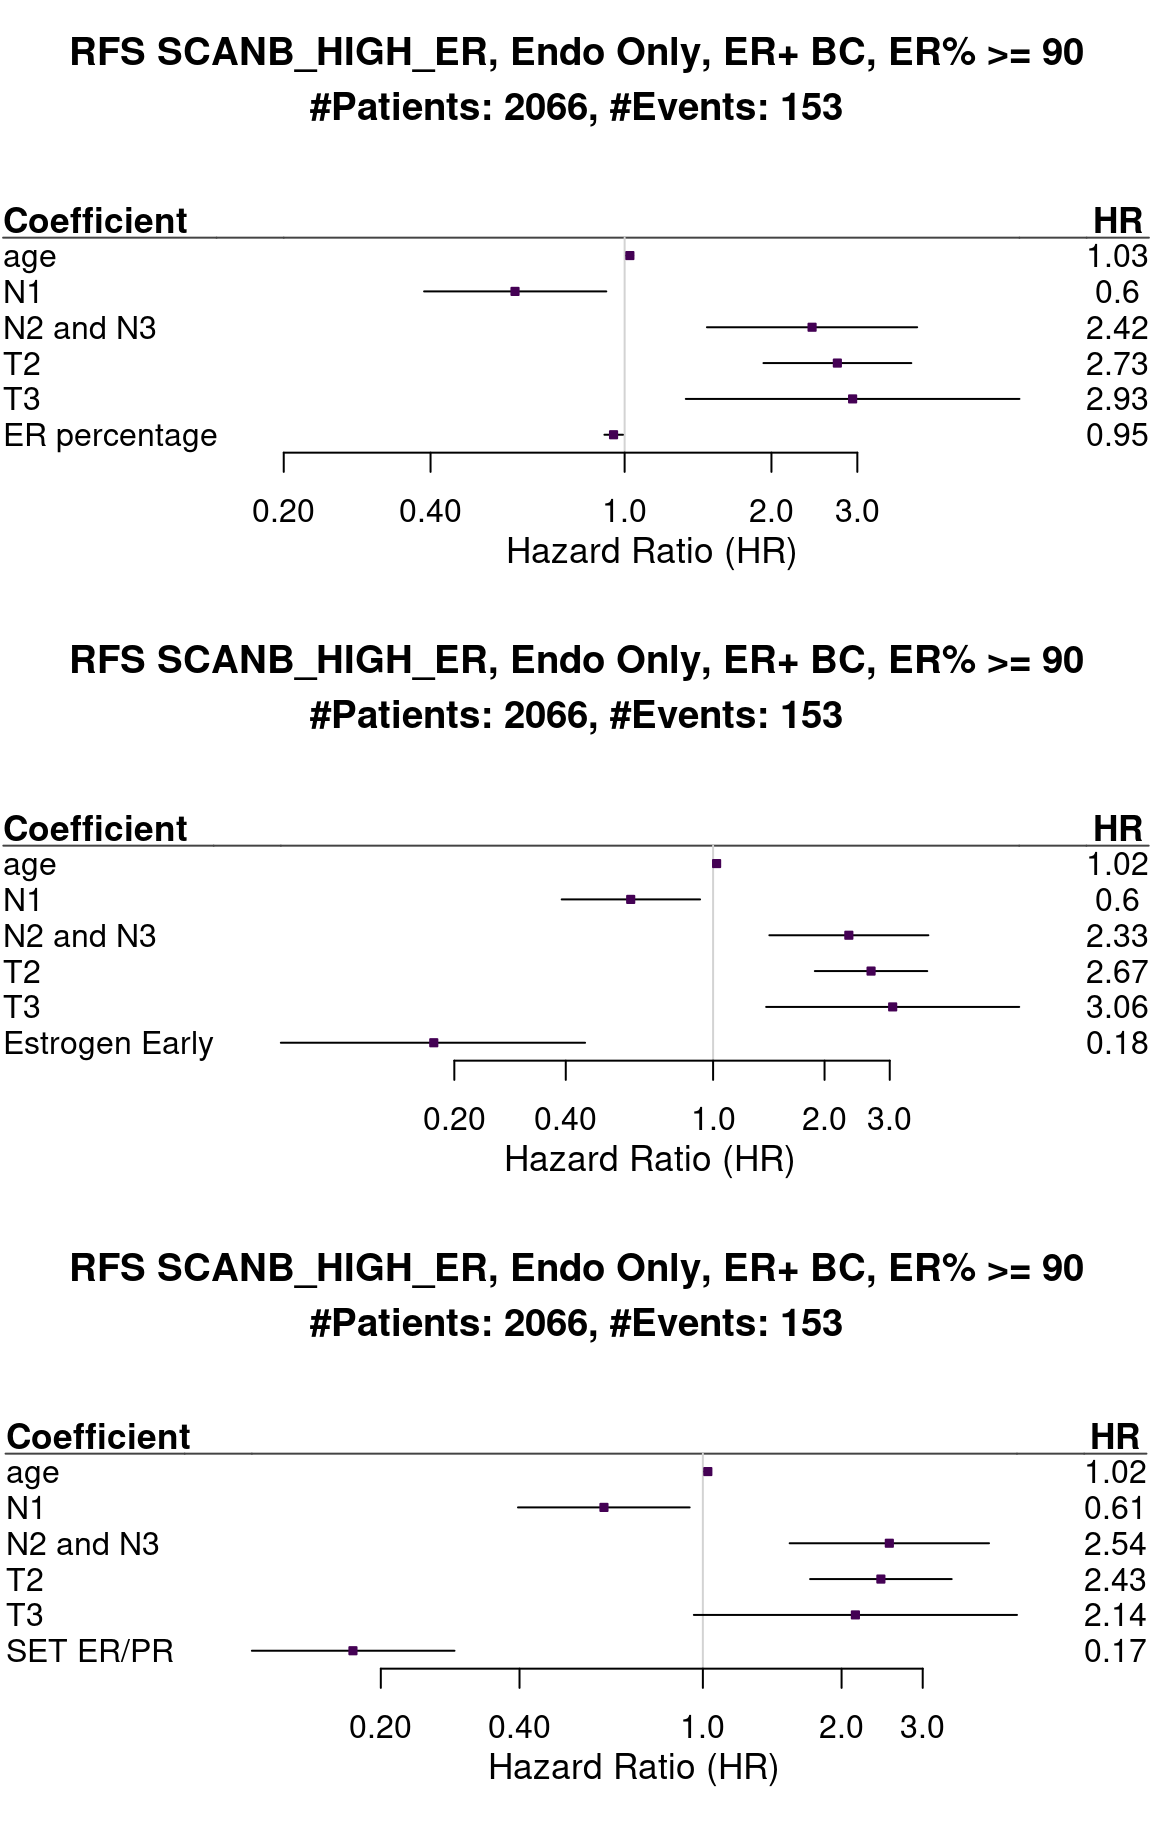 RFS SCANB_HIGH_ER, Endo Only, ER+ BC, ER% >= 90
#Patients: 2066, #Events: 153
Coefficient HR
age 1.03
N1 0.6
N2 and N3 2.42
T2 2.73
T3 2.93
ER percentage 0.95
0.20 0.40 1.0 2.0 3.0
Hazard Ratio (HR)
RFS SCANB_HIGH_ER, Endo Only, ER+ BC, ER% >= 90
#Patients: 2066, #Events: 153
Coefficient HR
age 1.02
N1 0.6
N2 and N3 2.33
T2 2.67
T3 3.06
Estrogen Early 0.18
0.20 0.40 1.0 2.0 3.0
Hazard Ratio (HR)
RFS SCANB_HIGH_ER, Endo Only, ER+ BC, ER% >= 90
#Patients: 2066, #Events: 153
Coefficient HR
age 1.02
N1 0.61
N2 and N3 2.54
T2 2.43
T3 2.14
SET ER/PR 0.17
0.20 0.40 1.0 2.0 3.0
Hazard Ratio (HR)